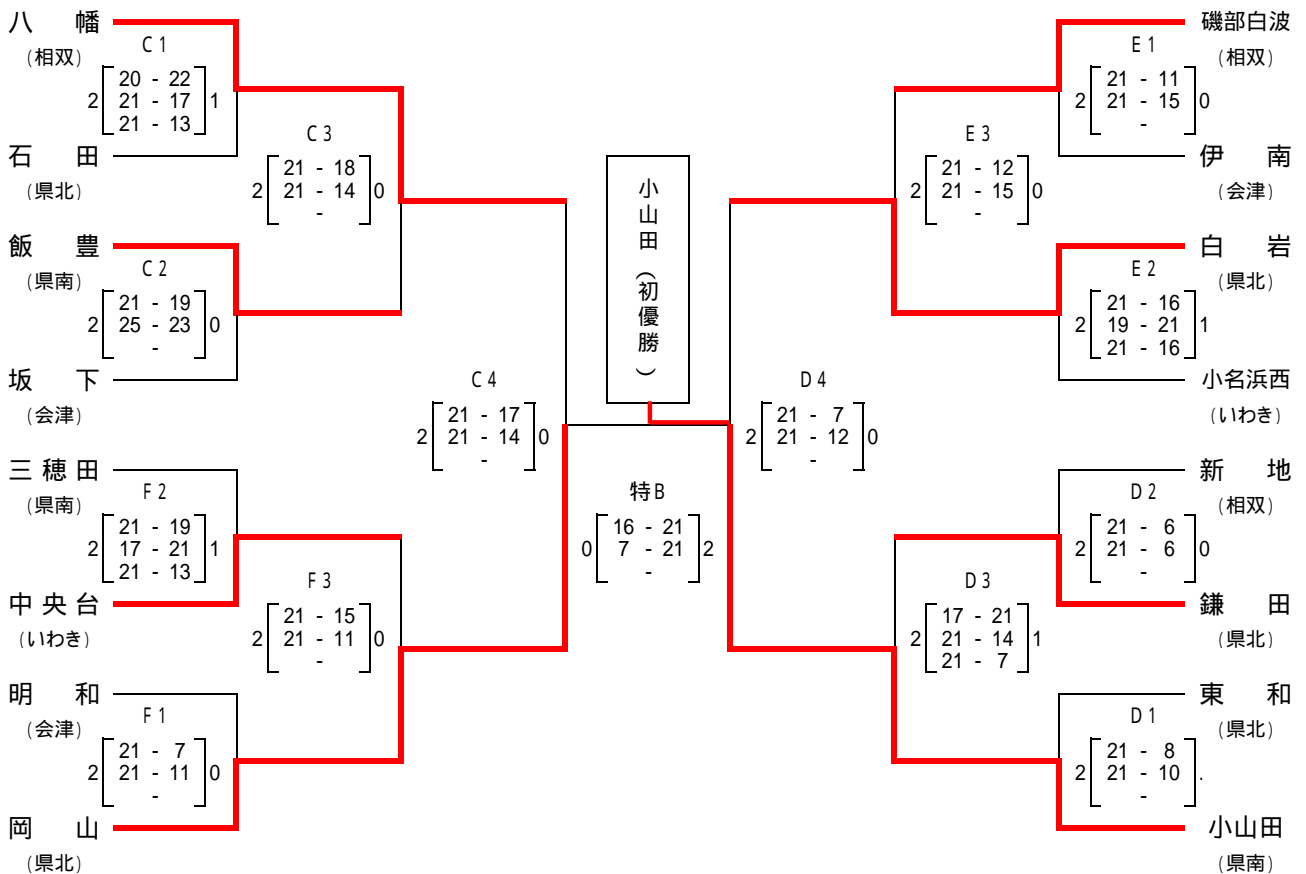 八幡
(相双)
C1
20 - 22
2 21 - 17 1
21 - 13
石田
(県北)
C3
21 - 18
2 21 - 14 0
-
飯豊
(県南)
C2
21 - 19
2 25 - 23 0
-
坂下
(会津)
C4
21 - 17
2 21 - 14 0
-
三穂田
(県南)
F2
21 - 19
2 17 - 21 1
21 - 13
中央台
(いわき)
F3
21 - 15
2 21 - 11 0
-
明和
(会津)
F1
21 - 7
2 21 - 11 0
-
岡山
(県北)
小山田(初優勝)
特B
16 - 21
0 7 - 21 2
-
磯部白波
(相双)
E1
21 - 11
2 21 - 15 0
-
伊南
(会津)
E3
21 - 12
2 21 - 15 0
-
白岩
(県北)
E2
21 - 16
2 19 - 21 1
21 - 16
小名浜西
(いわき)
D4
21 - 7
2 21 - 12 0
-
新地
(相双)
D2
21 - 6
2 21 - 6 0
-
鎌田
(県北)
D3
17 - 21
2 21 - 14 1
21 - 7
東和
(県北)
D1
21 - 8
2 21 - 10 .
-
小山田
(県南)